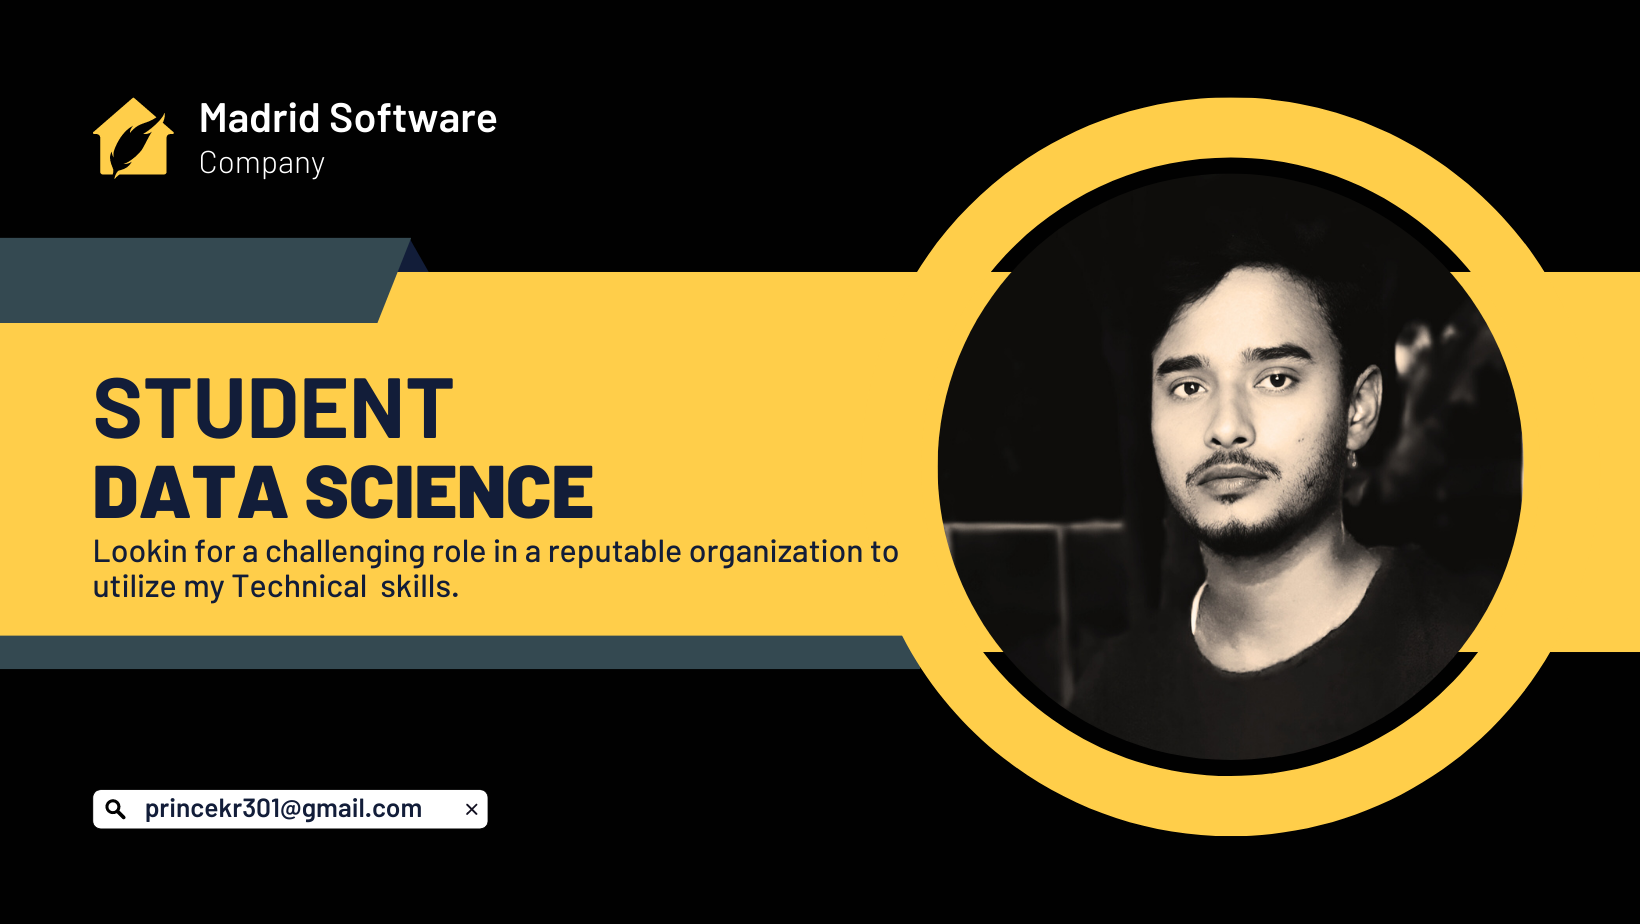 Madrid Software
Company
STUDENT
DATA SCIENCE
Lookin for a challenging role in a reputable organization to
utilize my Technical  skills.
princekr301@gmail.com